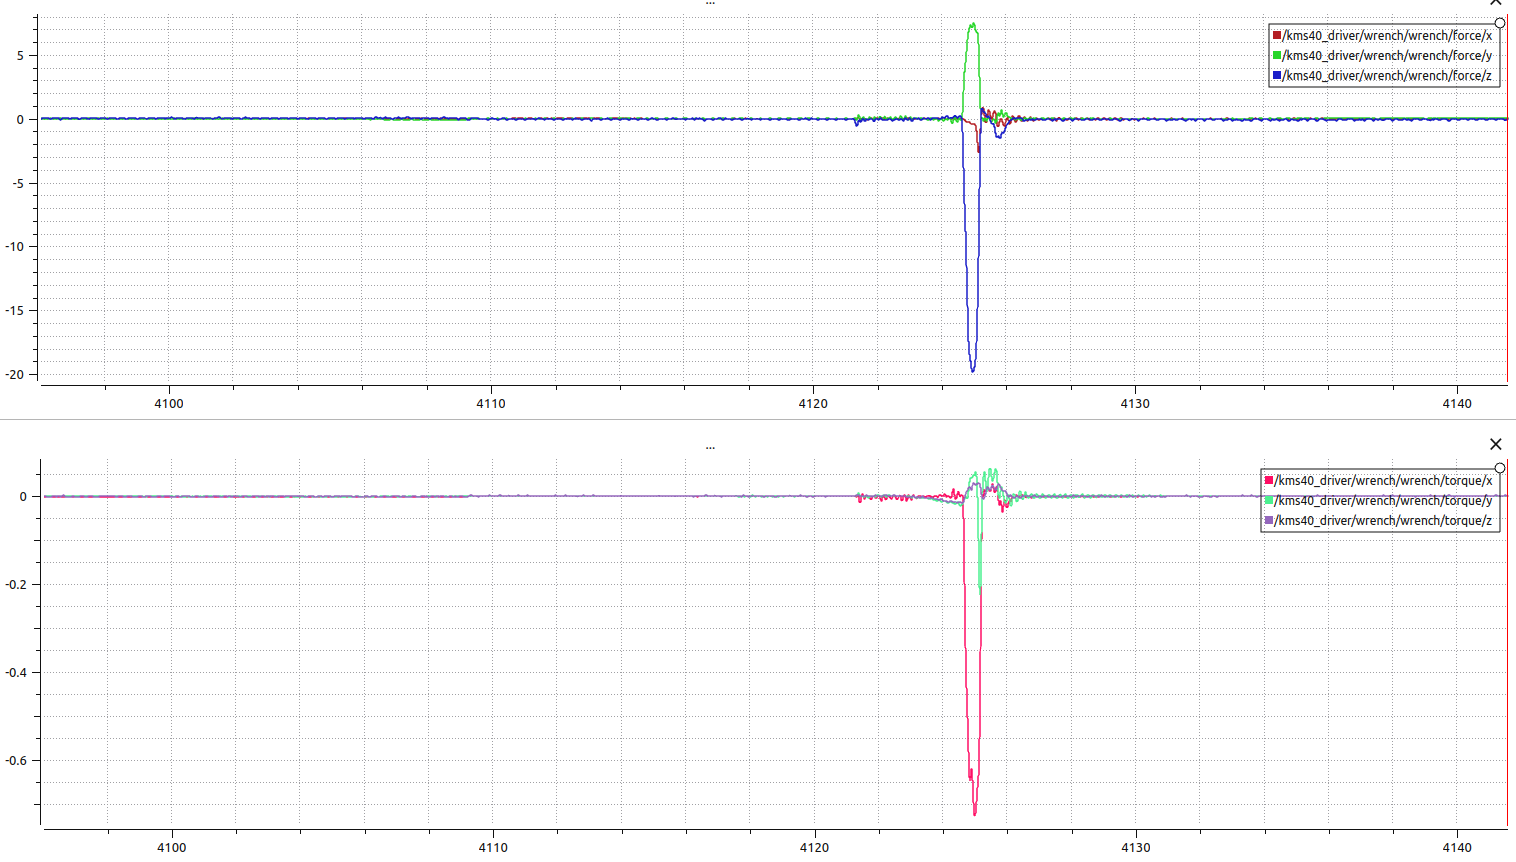 ...
/kms40_driver/wrench/wrench/force/x
/kms40_driver/wrench/wrench/force/y
/kms40_driver/wrench/wrench/force/z
5
0
-5
-10
-15
-20
4100 4110 4120 4130 4140
...
/kms40_driver/wrench/wrench/torque/x
/kms40_driver/wrench/wrench/torque/y
/kms40_driver/wrench/wrench/torque/z
0
-0.2
-0.4
-0.6
4100 4110 4120 4130 4140